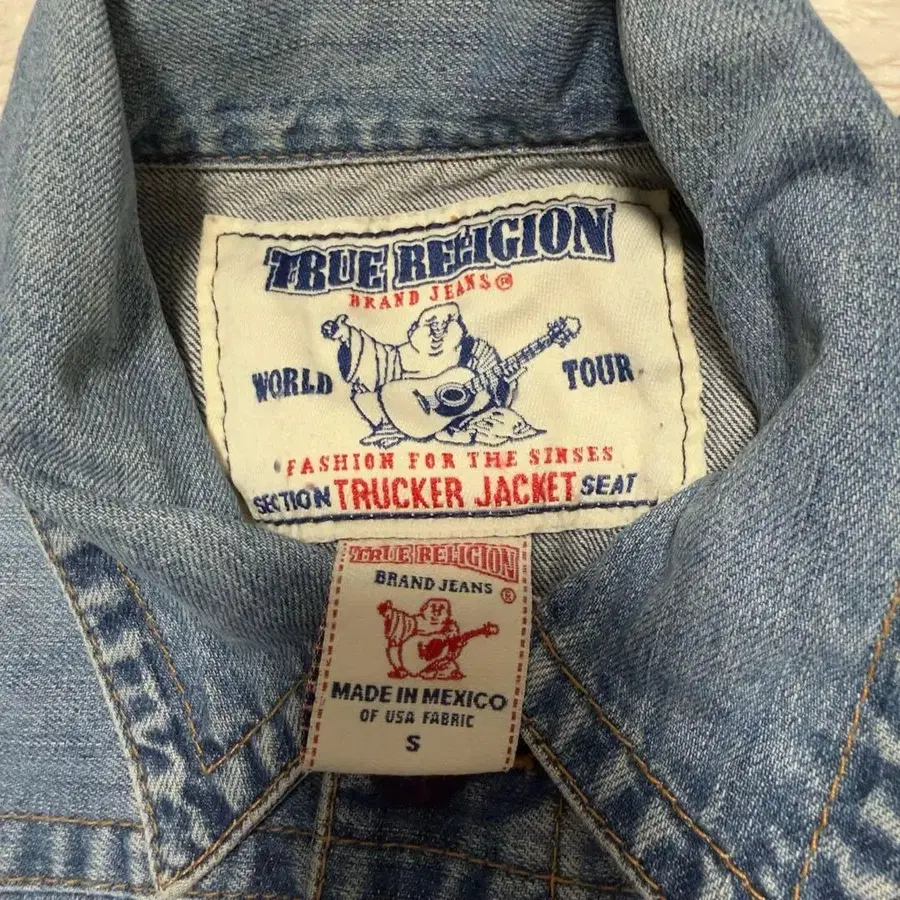 TRUE RELIGION
BRAND JEANS®
WORLD TOUR
FASHION FOR THE SINSES
SECTION TRUCKER JACKET SEAT
TRUE RELIGION
BRAND JEANS ®
MADE IN MEXICO
OF USA FABRIC
S